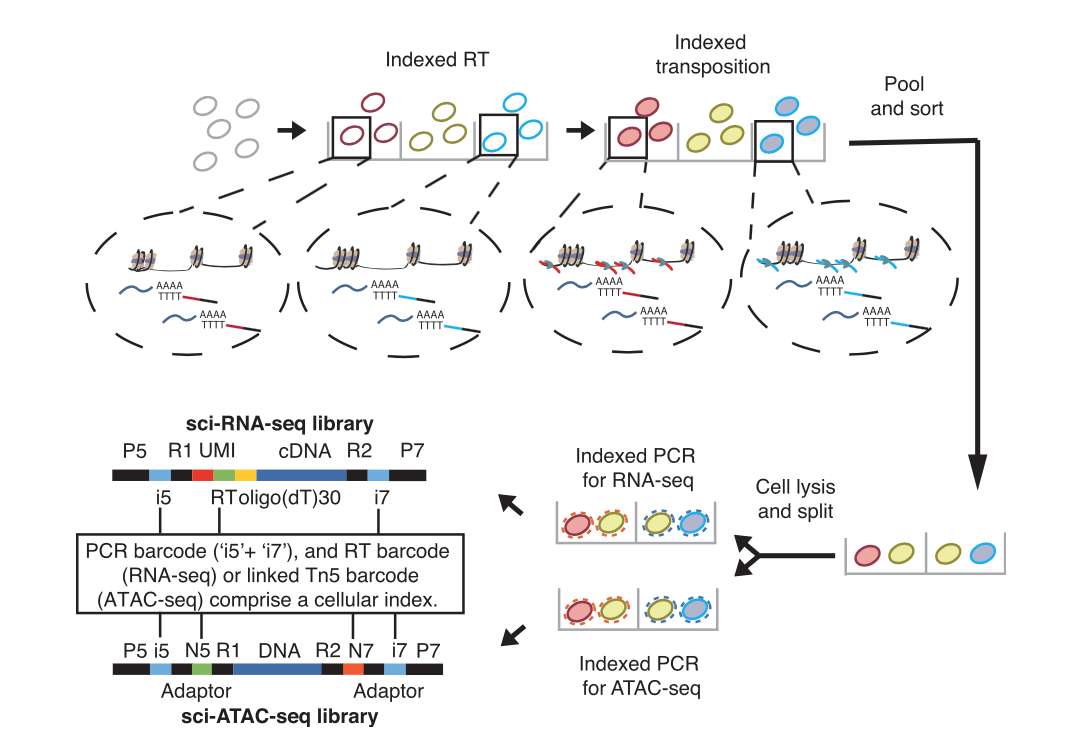 Indexed RT
Indexed
transposition
Pool
and sort
AAAA
TTTT
AAAA
TTTT
AAAA
TTTT
AAAA
TTTT
AAAA
TTTT
AAAA
TTTT
AAAA
TTTT
AAAA
TTTT
sci-RNA-seq library
P5 R1 UMI cDNA R2 P7
i5 RToligo(dT)30 i7
PCR barcode (‘i5’+ ‘i7’), and RT barcode
(RNA-seq) or linked Tn5 barcode
(ATAC-seq) comprise a cellular index.
P5 i5 N5 R1 DNA R2 N7 i7 P7
Adaptor Adaptor
sci-ATAC-seq library
Indexed PCR
for RNA-seq
Cell lysis
and split
Indexed PCR
for ATAC-seq